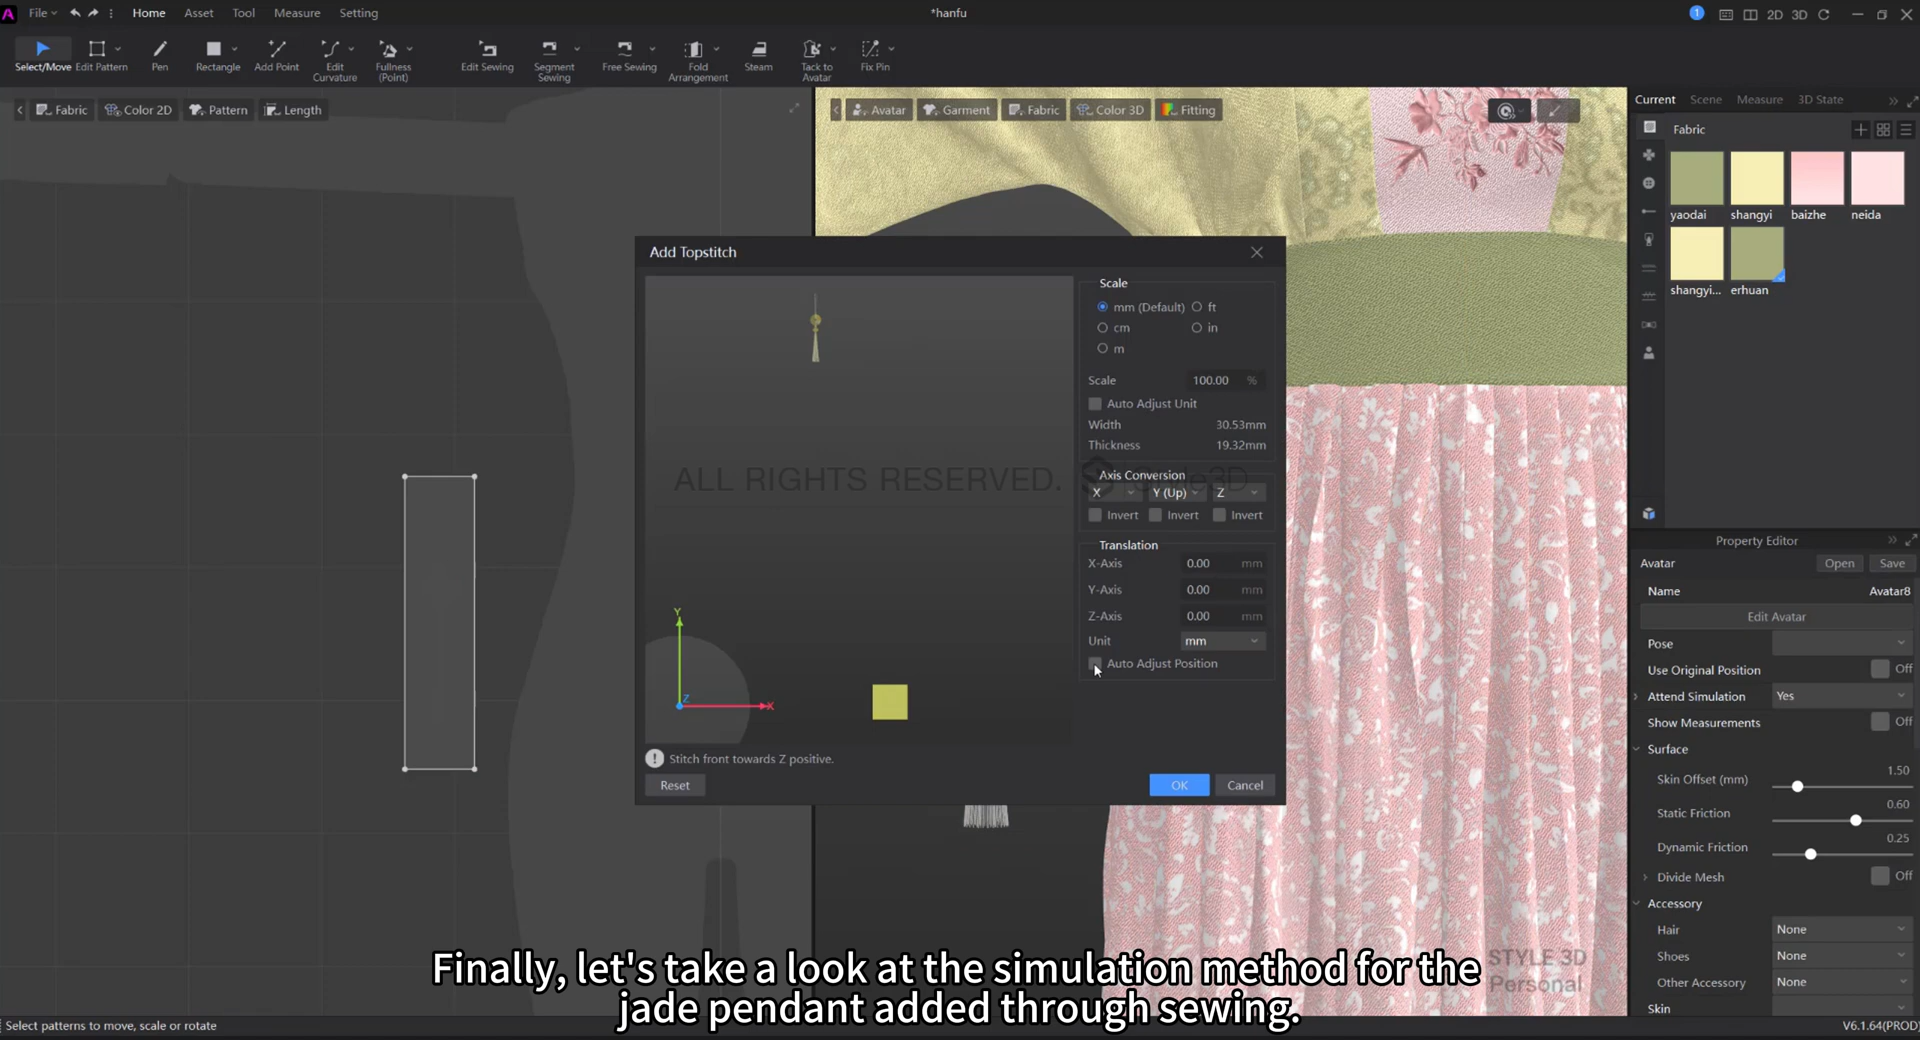 File
Home
Asset
Tool
Measure
Setting
*hanfu
1
2D
3D
Select/Move
Edit Pattern
Pen
Rectangle
Add Point
Edit
Curvature
Fullness
(Point)
Edit Sewing
Segment
Sewing
Free Sewing
Fold
Arrangement
Steam
Tack to
Avatar
Fix Pin
Fabric
Color 2D
Pattern
Length
Avatar
Garment
Fabric
Color 3D
Fitting
Current
Scene
Measure
3D State
Fabric
yaodai
shangyi
baizhe
neida
shangyi...
erhuan
Add Topstitch
Scale
mm (Default)
ft
cm
in
m
Scale
100.00
%
Auto Adjust Unit
Width
30.53mm
Thickness
19.32mm
ALL RIGHTS RESERVED.
Style3D
Axis Conversion
X
Y (Up)
Z
Invert
Invert
Invert
Translation
X-Axis
0.00
mm
Y-Axis
0.00
mm
Z-Axis
0.00
mm
Unit
mm
Auto Adjust Position
Y
Z
X
Stitch front towards Z positive.
Reset
OK
Cancel
Property Editor
Avatar
Open
Save
Name
Avatar8
Edit Avatar
Pose
Use Original Position
Off
Attend Simulation
Yes
Show Measurements
Off
Surface
Skin Offset (mm)
1.50
Static Friction
0.60
Dynamic Friction
0.25
Divide Mesh
Off
Accessory
Hair
None
Shoes
None
Other Accessory
None
Skin
STYLE 3D
Personal
Finally, let's take a look at the simulation method for the
jade pendant added through sewing.
Select patterns to move, scale or rotate
V6.1.64(PROD)